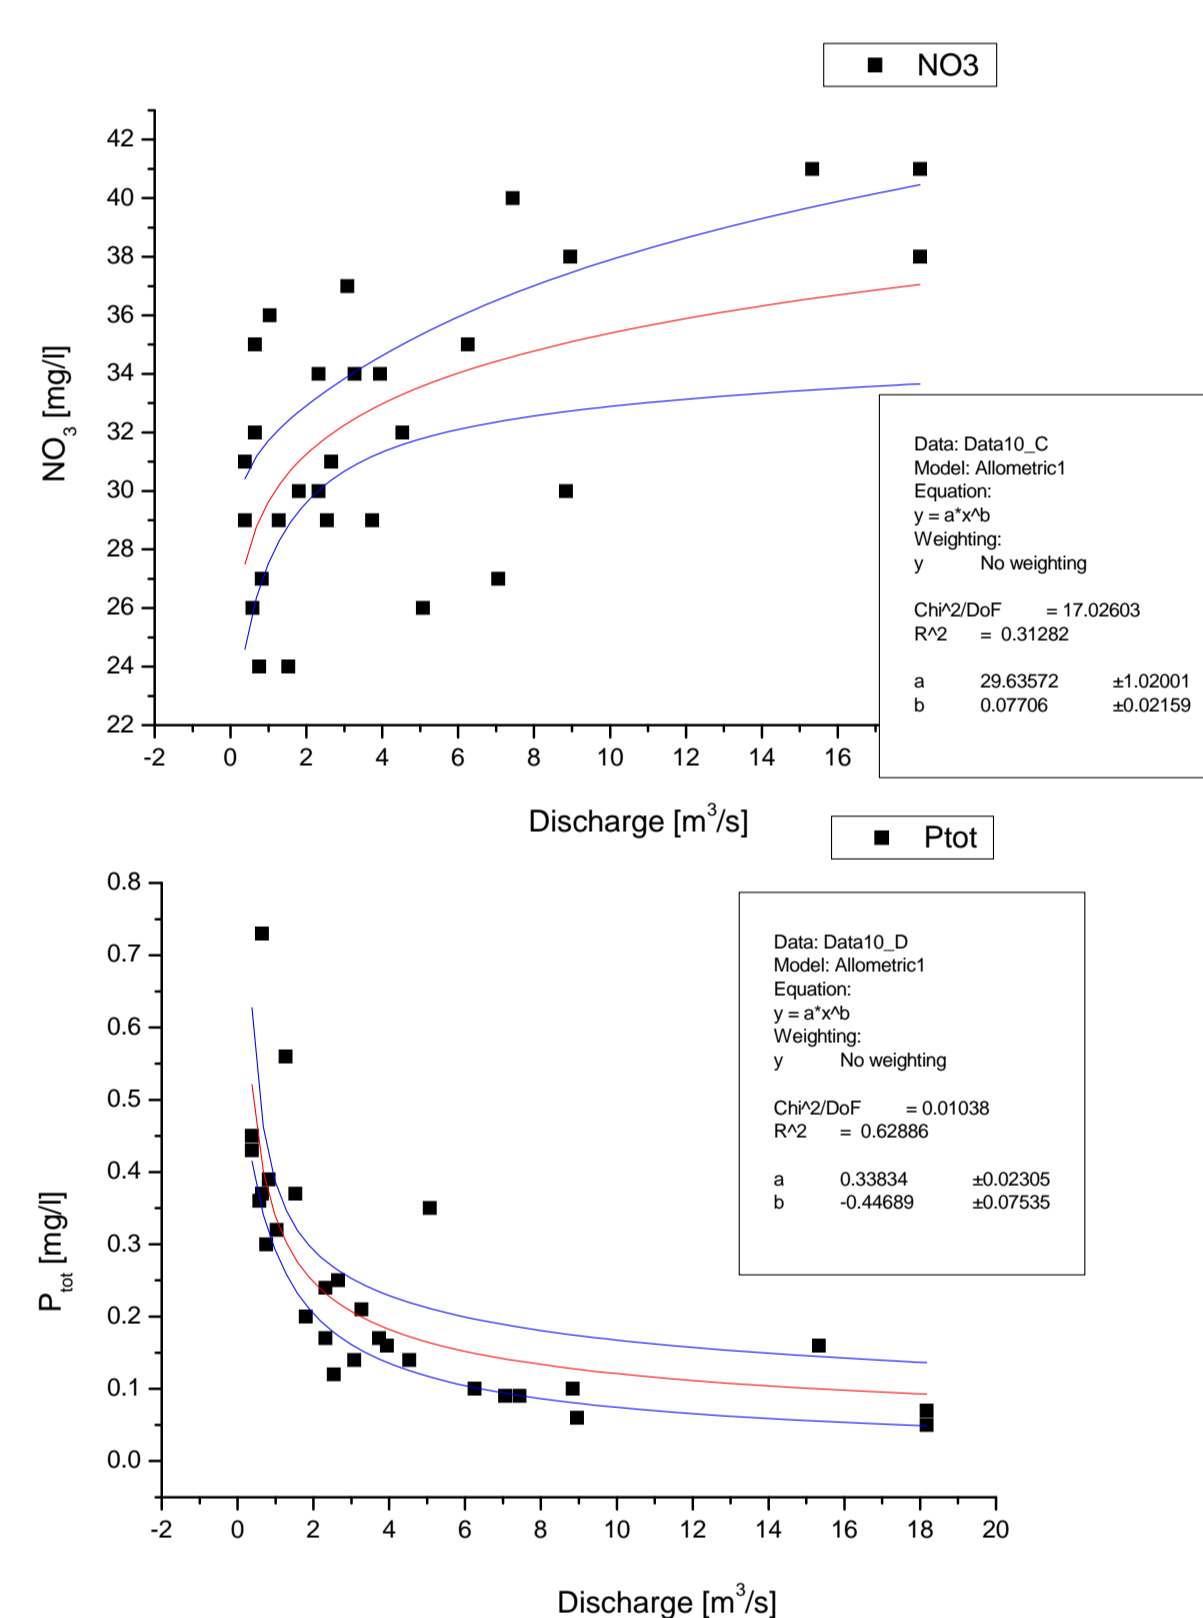 NO3
42
40
38
36
34
32
30
28
26
24
22
NO3 [mg/l]
Data: Data10_C
Model: Allometric1
Equation:
y = a*x^b
Weighting:
y No weighting
Chi^2/DoF = 17.02603
R^2 = 0.31282
a 29.63572 ±1.02001
b 0.07706 ±0.02159
-2 0 2 4 6 8 10 12 14 16
Discharge [m³/s]
Ptot
0.8
0.7
0.6
0.5
0.4
0.3
0.2
0.1
0.0
Ptot [mg/l]
Data: Data10_D
Model: Allometric1
Equation:
y = a*x^b
Weighting:
y No weighting
Chi^2/DoF = 0.01038
R^2 = 0.62886
a 0.33834 ±0.02305
b -0.44689 ±0.07535
-2 0 2 4 6 8 10 12 14 16 18 20
Discharge [m³/s]